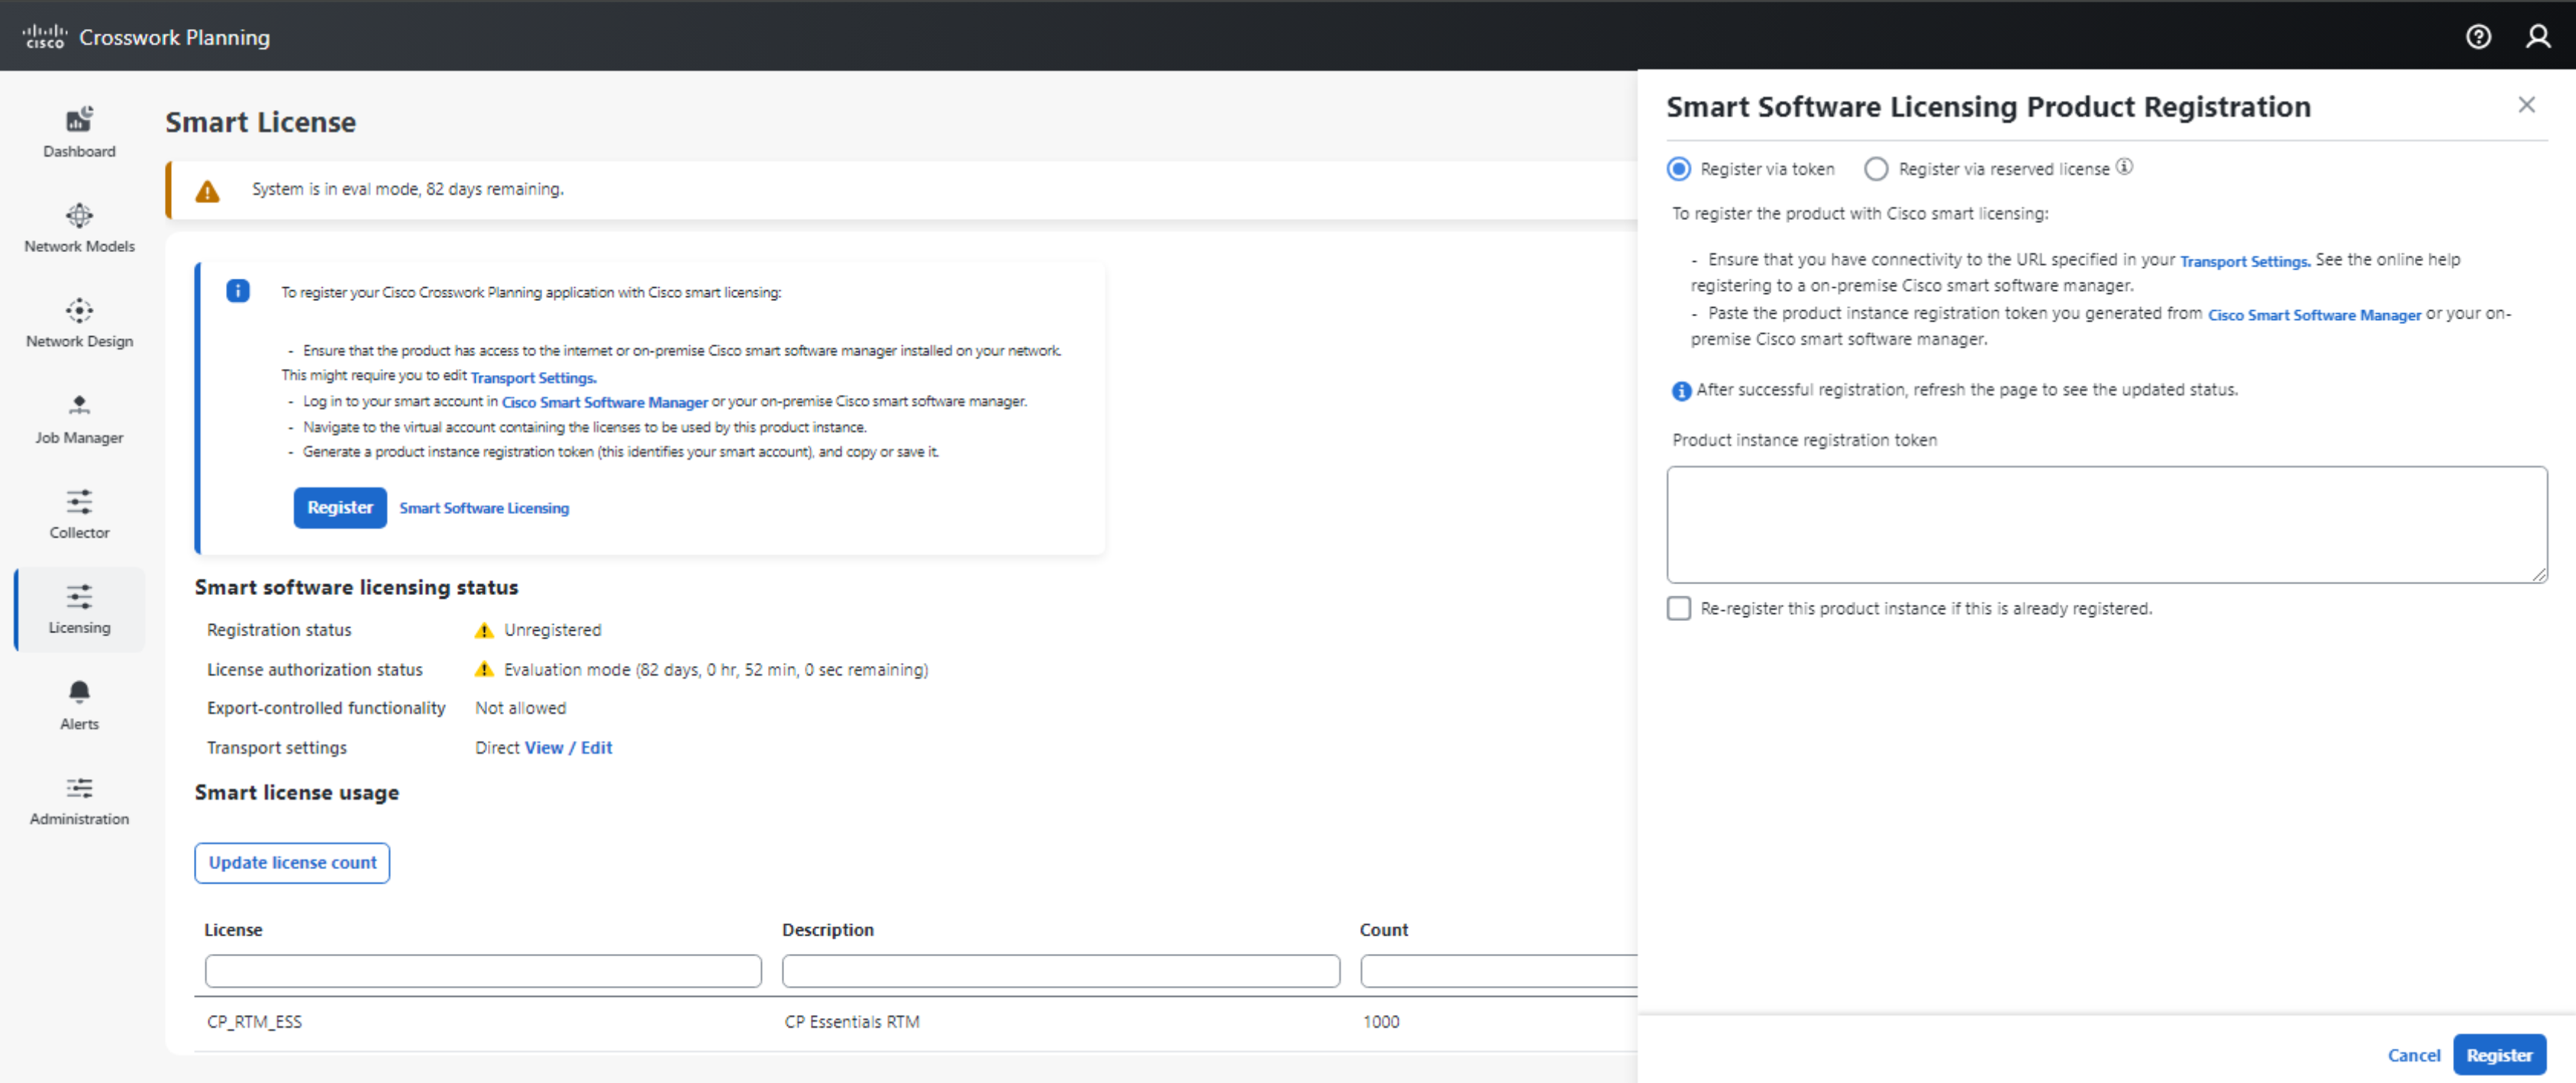 CISCO Crosswork Planning
Dashboard
Network Models
Network Design
Job Manager
Collector
Licensing
Alerts
Administration
Smart License
System is in eval mode, 82 days remaining.
To register your Cisco Crosswork Planning application with Cisco smart licensing:
- Ensure that the product has access to the internet or on-premise Cisco smart software manager installed on your network.
This might require you to edit Transport Settings.
- Log in to your smart account in Cisco Smart Software Manager or your on-premise Cisco smart software manager.
- Navigate to the virtual account containing the licenses to be used by this product instance.
- Generate a product instance registration token (this identifies your smart account), and copy or save it.
Register Smart Software Licensing
Smart software licensing status
Registration status Unregistered
License authorization status Evaluation mode (82 days, 0 hr, 52 min, 0 sec remaining)
Export-controlled functionality Not allowed
Transport settings Direct View / Edit
Smart license usage
Update license count
License Description Count
CP_RTM_ESS CP Essentials RTM 1000
Smart Software Licensing Product Registration
Register via token Register via reserved license
To register the product with Cisco smart licensing:
- Ensure that you have connectivity to the URL specified in your Transport Settings. See the online help
registering to a on-premise Cisco smart software manager.
- Paste the product instance registration token you generated from Cisco Smart Software Manager or your on-
premise Cisco smart software manager.
After successful registration, refresh the page to see the updated status.
Product instance registration token
Re-register this product instance if this is already registered.
Cancel Register